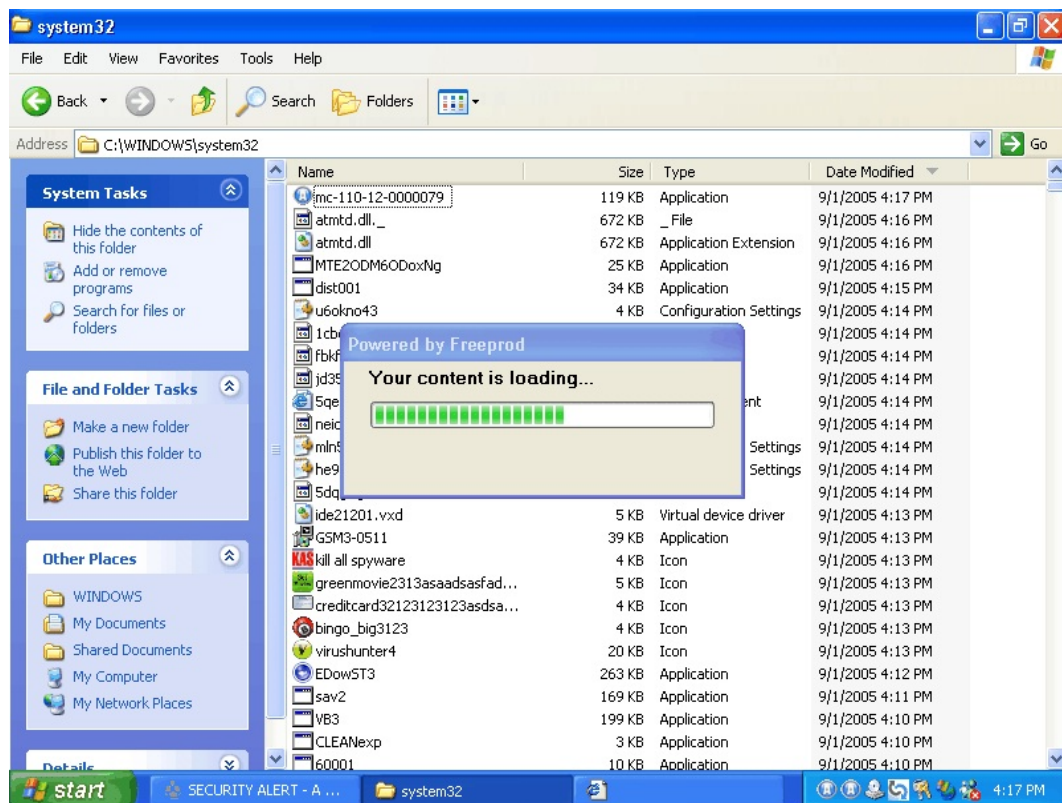 system32
File Edit View Favorites Tools Help
Back Search Folders
Address C:\WINDOWS\system32 Go
System Tasks
Hide the contents of
this folder
Add or remove
programs
Search for files or
folders
File and Folder Tasks
Make a new folder
Publish this folder to
the Web
Share this folder
Other Places
WINDOWS
My Documents
Shared Documents
My Computer
My Network Places
Details
Name Size Type Date Modified
mc-110-12-0000079 119 KB Application 9/1/2005 4:17 PM
atmtd.dll._ 672 KB _File 9/1/2005 4:16 PM
atmtd.dll 672 KB Application Extension 9/1/2005 4:16 PM
MTE2ODM6ODoxNg 25 KB Application 9/1/2005 4:16 PM
dist001 34 KB Application 9/1/2005 4:15 PM
u6okno43 4 KB Configuration Settings 9/1/2005 4:14 PM
9/1/2005 4:14 PM
9/1/2005 4:14 PM
jd35 9/1/2005 4:14 PM
5qe 9/1/2005 4:14 PM
neic 9/1/2005 4:14 PM
Settings 9/1/2005 4:14 PM
he9 Settings 9/1/2005 4:14 PM
9/1/2005 4:14 PM
Powered by Freeprod
Your content is loading...
ide21201.vxd 5 KB Virtual device driver 9/1/2005 4:13 PM
GSM3-0511 39 KB Application 9/1/2005 4:13 PM
KAS kill all spyware 4 KB Icon 9/1/2005 4:13 PM
greenmovie2313asaadsasfad... 5 KB Icon 9/1/2005 4:13 PM
creditcard32123123123asdsa... 4 KB Icon 9/1/2005 4:13 PM
bingo_big3123 4 KB Icon 9/1/2005 4:13 PM
virushunter4 20 KB Icon 9/1/2005 4:13 PM
EDowST3 263 KB Application 9/1/2005 4:12 PM
sav2 169 KB Application 9/1/2005 4:11 PM
VB3 199 KB Application 9/1/2005 4:10 PM
CLEANexp 3 KB Application 9/1/2005 4:10 PM
60001 10 KB Application 9/1/2005 4:10 PM
start SECURITY ALERT - A ... system32 4:17 PM